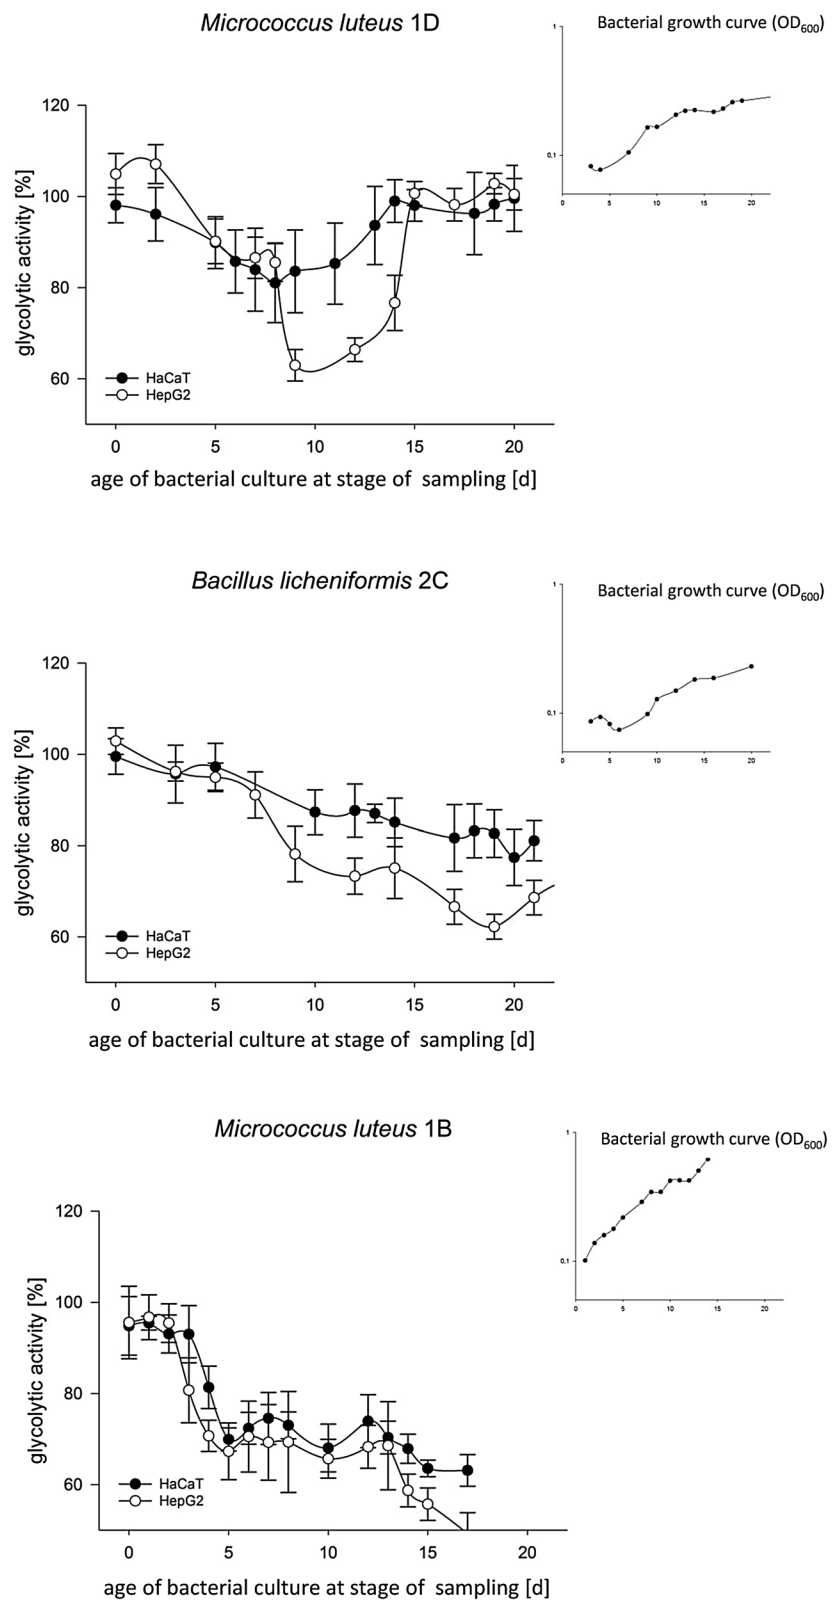 Micrococcus luteus 1D
Bacterial growth curve (OD600)
1
0,1
0 5 10 15 20
120
100
80
60
glycolytic activity [%]
HaCaT
HepG2
0 5 10 15 20
age of bacterial culture at stage of sampling [d]
Bacillus licheniformis 2C
Bacterial growth curve (OD600)
1
0,1
0 5 10 15 20
120
100
80
60
glycolytic activity [%]
HaCaT
HepG2
0 5 10 15 20
age of bacterial culture at stage of sampling [d]
Micrococcus luteus 1B
Bacterial growth curve (OD600)
1
0,1
0 5 10 15 20
120
100
80
60
glycolytic activity [%]
HaCaT
HepG2
0 5 10 15 20
age of bacterial culture at stage of sampling [d]